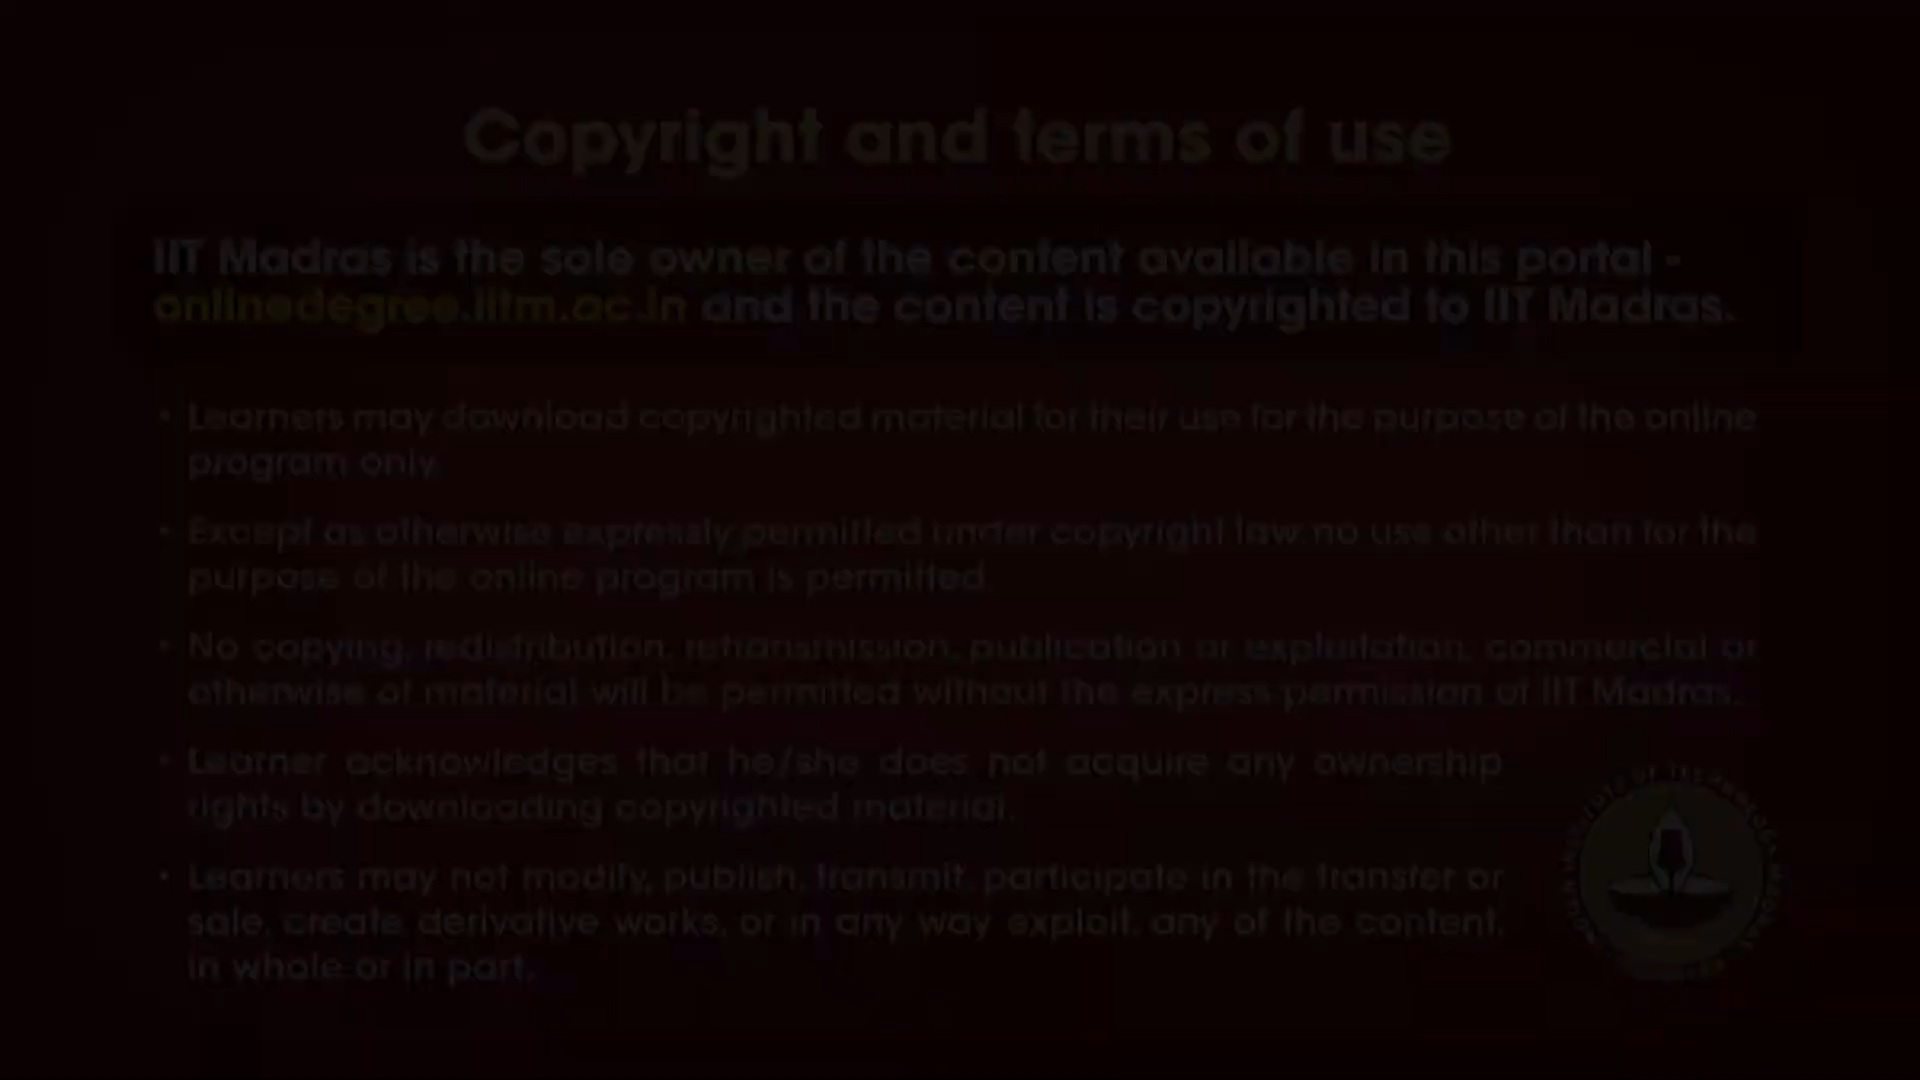 Copyright and terms of use
IIT Madras is the sole owner of the content available in this portal -
onlinedegree.iitm.ac.in and the content is copyrighted to IIT Madras.
• Learners may download copyrighted material for their use for the purpose of the online
program only.
• Except as otherwise expressly permitted under copyright law no use other than for the
purpose of the online program is permitted.
• No copying, redistribution, retransmission, publication or exploitation, commercial or
otherwise of material will be permitted without the express permission of IIT Madras.
• Learner acknowledges that he/she does not acquire any ownership
rights by downloading copyrighted material.
• Learners may not modify, publish, transmit, participate in the transfer or
sale, create derivative works, or in any way exploit, any of the content,
in whole or in part.